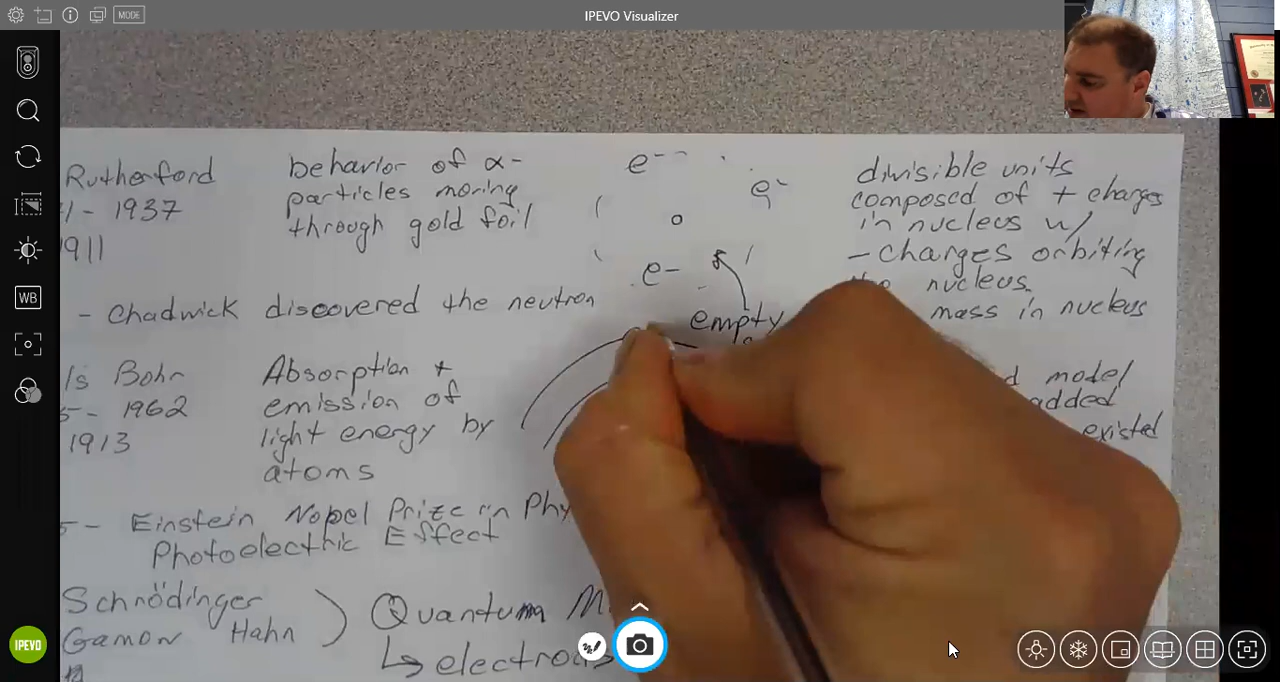 MODE
IPEVO Visualizer
WB
IPEVO
Rutherford
1937
1911
behavior of α-
particles moving
through gold foil
e-
e-
e-
empty
divisible units
composed of + charges
in nucleus w/
- charges orbiting
nucleus.
mass in nucleus
- Chadwick discovered the neutron
ls Bohr
- 1962
1913
Absorption +
emission of
light energy by
atoms
model
added
existed
- Einstein Nobel Prize in Phy
Photoelectric Effect
Schrödinger
Gamow Hahn
Quantum M
electrons